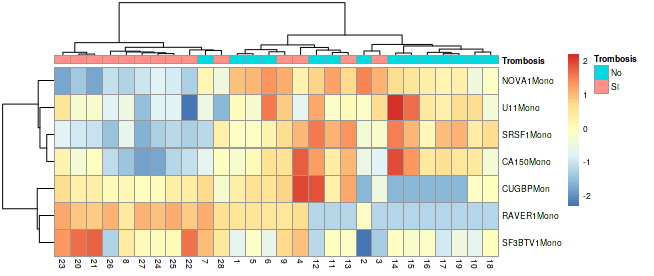 Trombosis
NOVA1Mono
U11Mono
SRSF1Mono
CA150Mono
CUGBPMon
RAVER1Mono
SF3BTV1Mono
23 20 21 26 8 27 24 25 22 7 28 1 5 6 9 4 12 11 13 2 3 14 15 16 17 19 10 18
2
1
0
-1
-2
Trombosis
No
SI